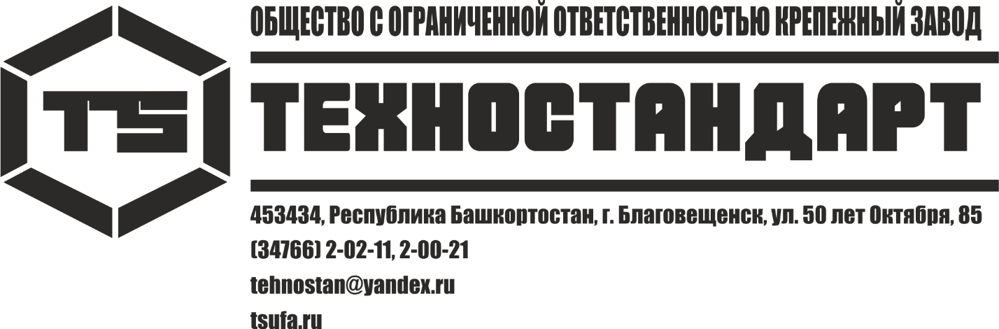 TS
ОБЩЕСТВО С ОГРАНИЧЕННОЙ ОТВЕТСТВЕННОСТЬЮ КРЕПЕЖНЫЙ ЗАВОД
ТЕХНОСТАНДАРТ
453434, Республика Башкортостан, г. Благовещенск, ул. 50 лет Октября, 85
(34766) 2-02-11, 2-00-21
tehnostan@yandex.ru
tsufa.ru